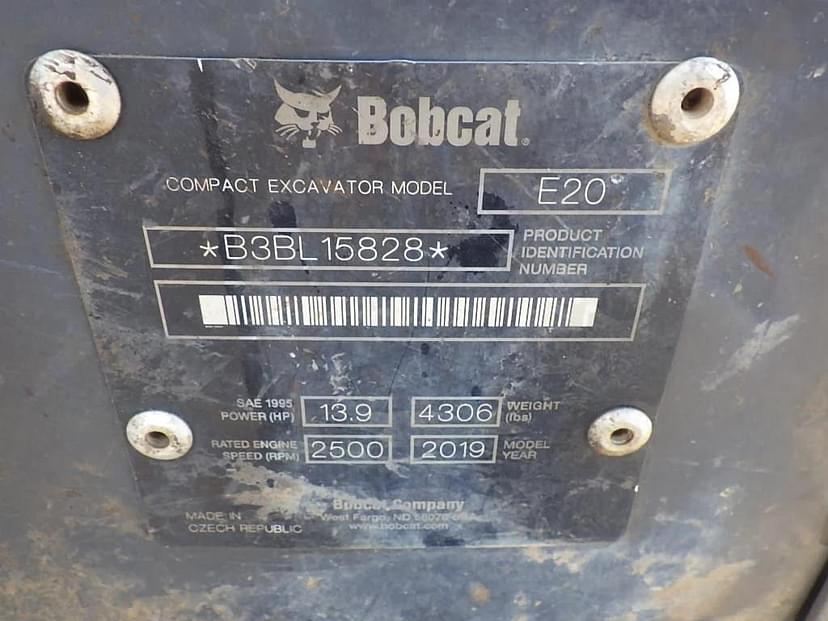 Bobcat®
COMPACT EXCAVATOR MODEL E20
*B3BL15828* PRODUCT
IDENTIFICATION
NUMBER
SAE 1995
POWER (HP) 13.9 4306 WEIGHT
(lbs)
RATED ENGINE
SPEED (RPM) 2500 2019 MODEL
YEAR
Bobcat Company
West Fargo, ND 58078
MADE IN
CZECH REPUBLIC
www.bobcat.com